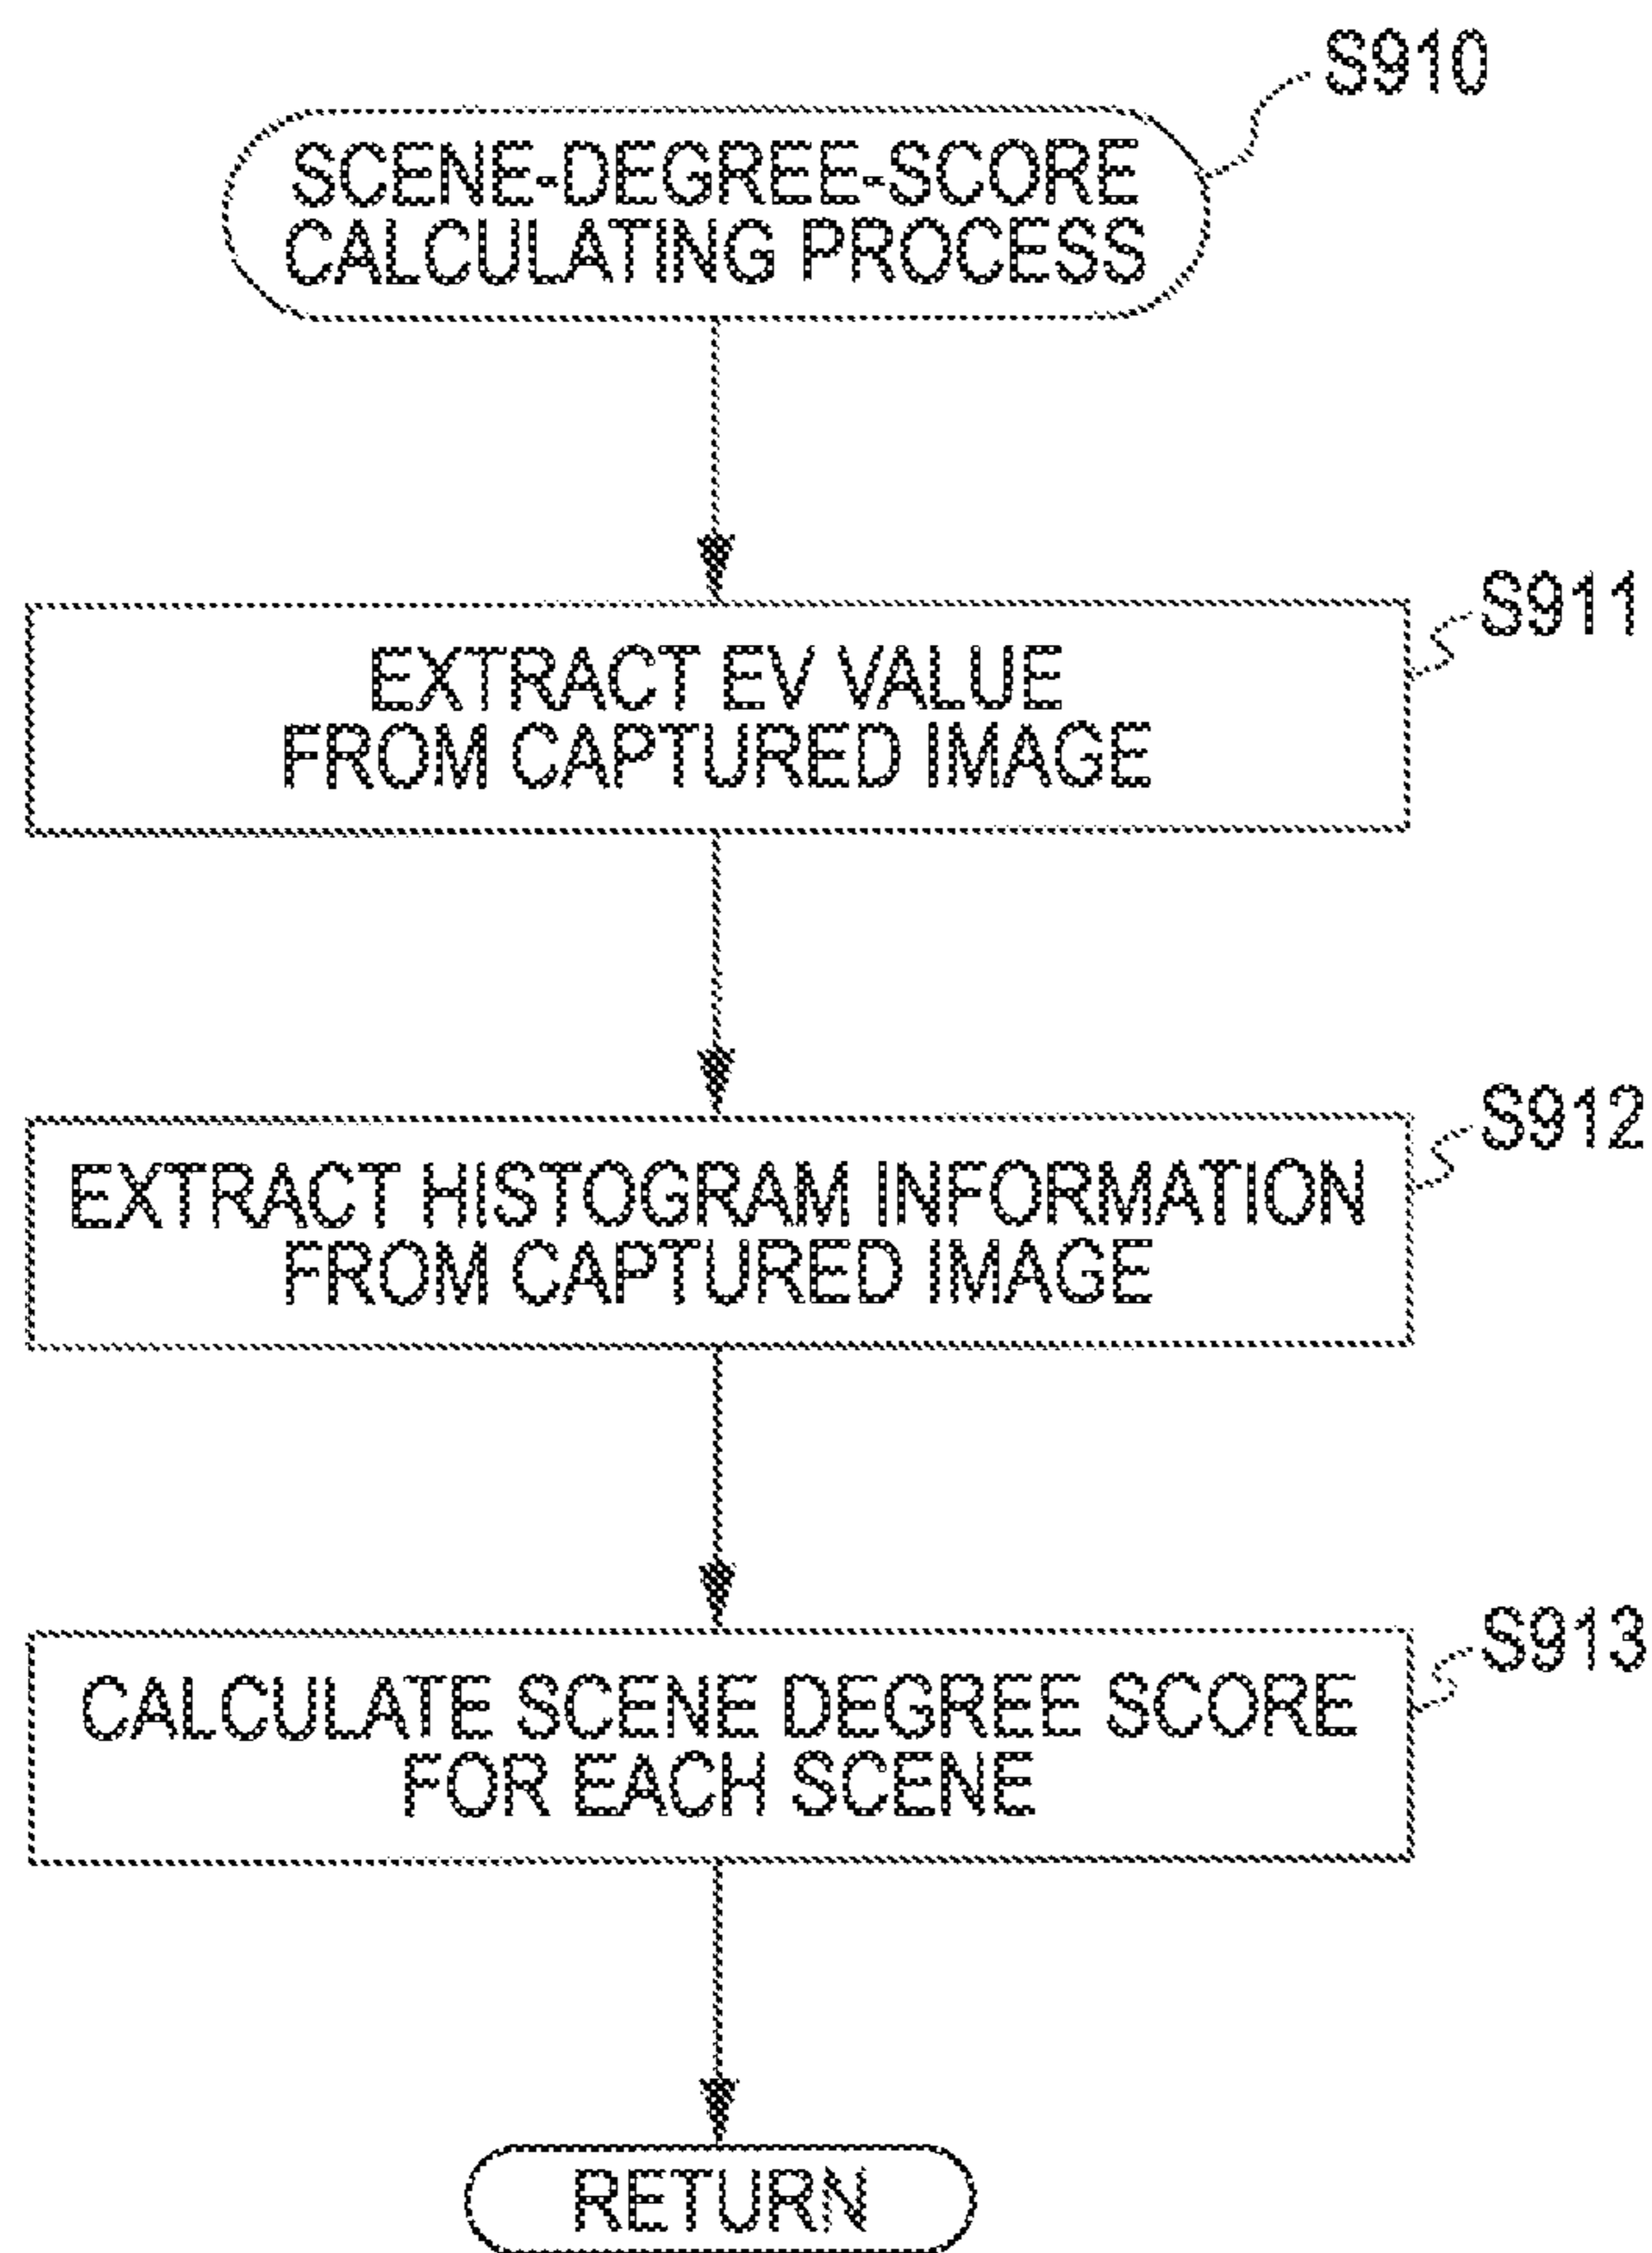 S910
SCENE-DEGREE-SCORE
CALCULATING PROCESS
S911
EXTRACT EV VALUE
FROM CAPTURED IMAGE
S912
EXTRACT HISTOGRAM INFORMATION
FROM CAPTURED IMAGE
S913
CALCULATE SCENE DEGREE SCORE
FOR EACH SCENE
RETURN